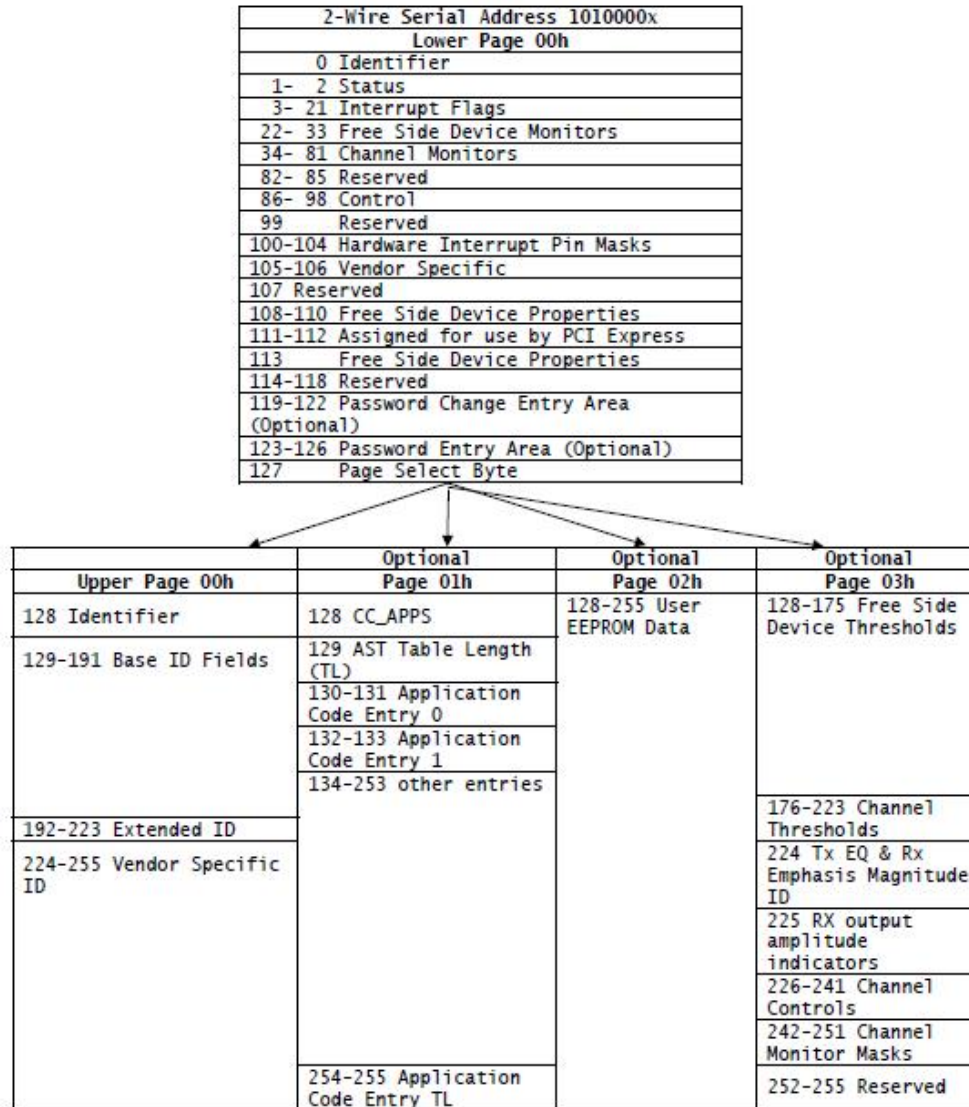 2-Wire Serial Address 1010000x
Lower Page 00h
0 Identifier
1- 2 Status
3- 21 Interrupt Flags
22- 33 Free Side Device Monitors
34- 81 Channel Monitors
82- 85 Reserved
86- 98 Control
99 Reserved
100-104 Hardware Interrupt Pin Masks
105-106 Vendor Specific
107 Reserved
108-110 Free Side Device Properties
111-112 Assigned for use by PCI Express
113 Free Side Device Properties
114-118 Reserved
119-122 Password Change Entry Area
(Optional)
123-126 Password Entry Area (Optional)
127 Page Select Byte
Upper Page 00h
128 Identifier
129-191 Base ID Fields
192-223 Extended ID
224-255 Vendor Specific
ID
Optional
Page 01h
128 CC_APPS
129 AST Table Length
(TL)
130-131 Application
Code Entry 0
132-133 Application
Code Entry 1
134-253 other entries
254-255 Application
Code Entry TL
Optional
Page 02h
128-255 User
EEPROM Data
Optional
Page 03h
128-175 Free Side
Device Thresholds
176-223 Channel
Thresholds
224 Tx EQ & Rx
Emphasis Magnitude
ID
225 RX output
amplitude
indicators
226-241 Channel
Controls
242-251 Channel
Monitor Masks
252-255 Reserved